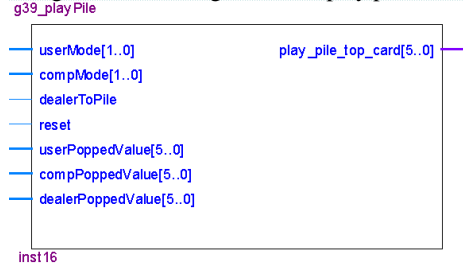 g39_playPile
userMode[1..0] play_pile_top_card[5..0]
compMode[1..0]
dealerToPile
reset
userPoppedValue[5..0]
compPoppedValue[5..0]
dealerPoppedValue[5..0]
inst16